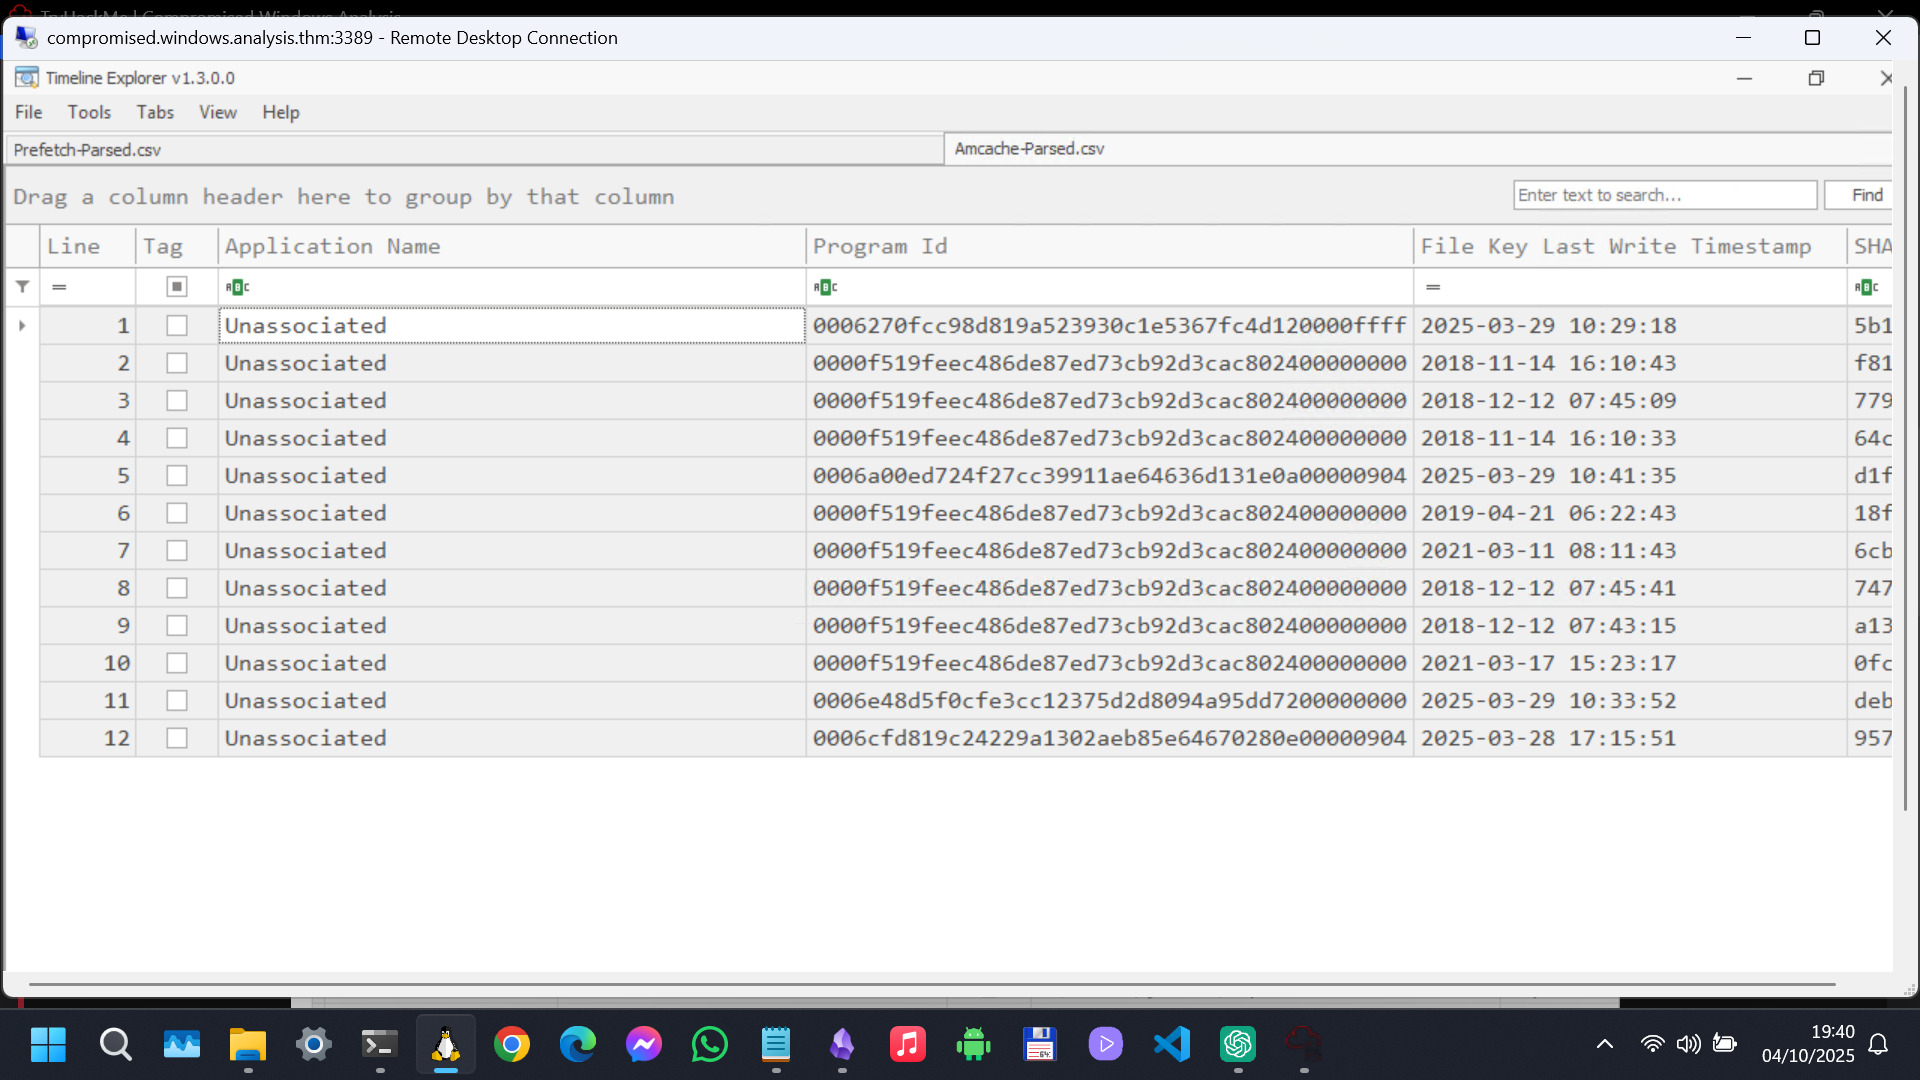 TryHackMe | Compromised Windows Analysis
compromised.windows.analysis.thm:3389 - Remote Desktop Connection
Timeline Explorer v1.3.0.0
File Tools Tabs View Help
Prefetch-Parsed.csv Amcache-Parsed.csv
Drag a column header here to group by that column Enter text to search... Find
Line Tag Application Name Program Id File Key Last Write Timestamp SHA
= ABC ABC = ABC
1 Unassociated 0006270fcc98d819a523930c1e5367fc4d120000ffff 2025-03-29 10:29:18 5b1
2 Unassociated 0000f519feec486de87ed73cb92d3cac802400000000 2018-11-14 16:10:43 f81
3 Unassociated 0000f519feec486de87ed73cb92d3cac802400000000 2018-12-12 07:45:09 779
4 Unassociated 0000f519feec486de87ed73cb92d3cac802400000000 2018-11-14 16:10:33 64c
5 Unassociated 0006a00ed724f27cc39911ae64636d131e0a00000904 2025-03-29 10:41:35 d1f
6 Unassociated 0000f519feec486de87ed73cb92d3cac802400000000 2019-04-21 06:22:43 18f
7 Unassociated 0000f519feec486de87ed73cb92d3cac802400000000 2021-03-11 08:11:43 6cb
8 Unassociated 0000f519feec486de87ed73cb92d3cac802400000000 2018-12-12 07:45:41 747
9 Unassociated 0000f519feec486de87ed73cb92d3cac802400000000 2018-12-12 07:43:15 a13
10 Unassociated 0000f519feec486de87ed73cb92d3cac802400000000 2021-03-17 15:23:17 0fc
11 Unassociated 0006e48d5f0cfe3cc12375d2d8094a95dd7200000000 2025-03-29 10:33:52 deb
12 Unassociated 0006cfd819c24229a1302aeb85e64670280e00000904 2025-03-28 17:15:51 957
64
19:40
04/10/2025